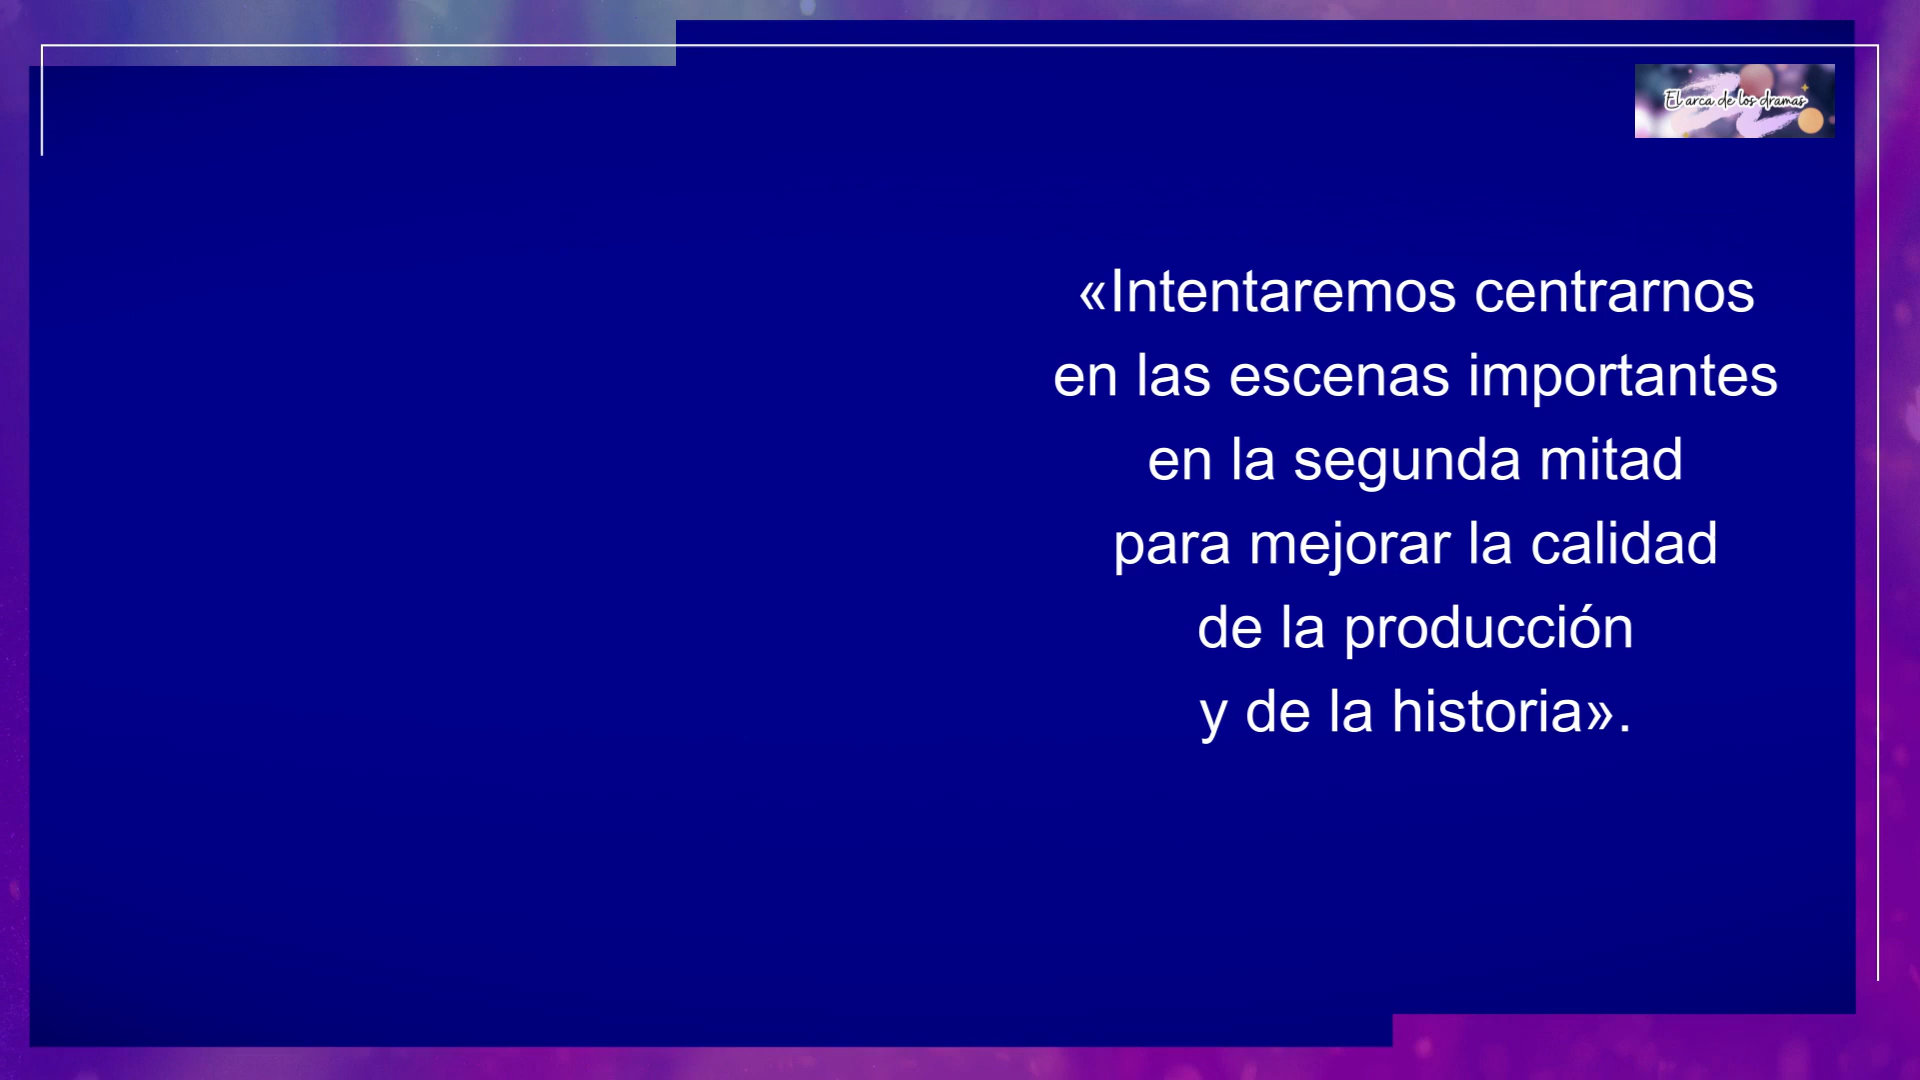 El arca de los dramas
«Intentaremos centrarnos
en las escenas importantes
en la segunda mitad
para mejorar la calidad
de la producción
y de la historia».